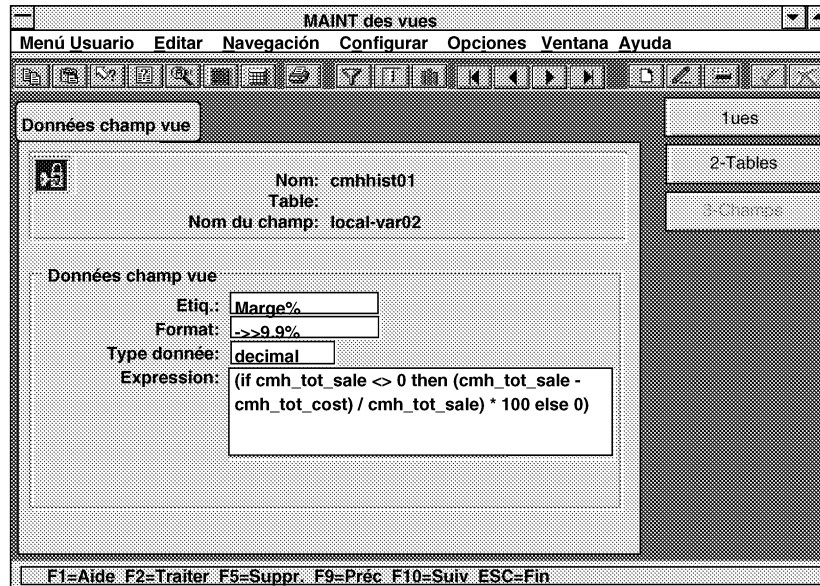 MAINT des vues
Menú Usuario Editar Navegación Configurar Opciones Ventana Ayuda
Données champ vue
1ues
2-Tables
3-Champs
Nom: cmhhist01
Table:
Nom du champ: local-var02
Données champ vue
Etiq.: Marge%
Format: ->>9.9%
Type donnée: decimal
Expression: (if cmh_tot_sale <> 0 then (cmh_tot_sale -
cmh_tot_cost) / cmh_tot_sale) * 100 else 0)
F1=Aide F2=Traiter F5=Suppr. F9=Préc F10=Suiv ESC=Fin